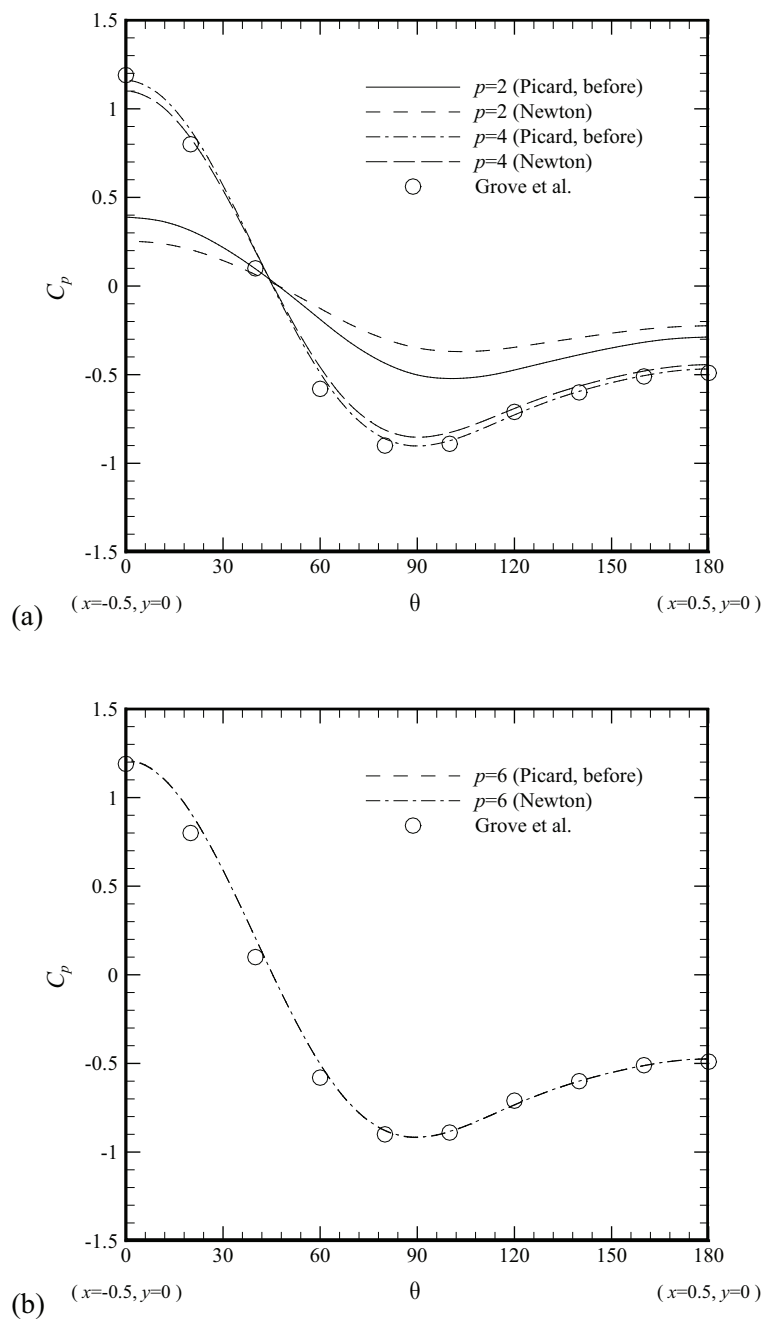 1.5
p=2 (Picard, before)
p=2 (Newton)
p=4 (Picard, before)
p=4 (Newton)
Grove et al.
1
0.5
0
-0.5
-1
-1.5
C_p
0 30 60 90 120 150 180
(a) ( x=-0.5, y=0 ) θ ( x=0.5, y=0 )
1.5
p=6 (Picard, before)
p=6 (Newton)
Grove et al.
1
0.5
0
-0.5
-1
-1.5
C_p
0 30 60 90 120 150 180
(b) ( x=-0.5, y=0 ) θ ( x=0.5, y=0 )